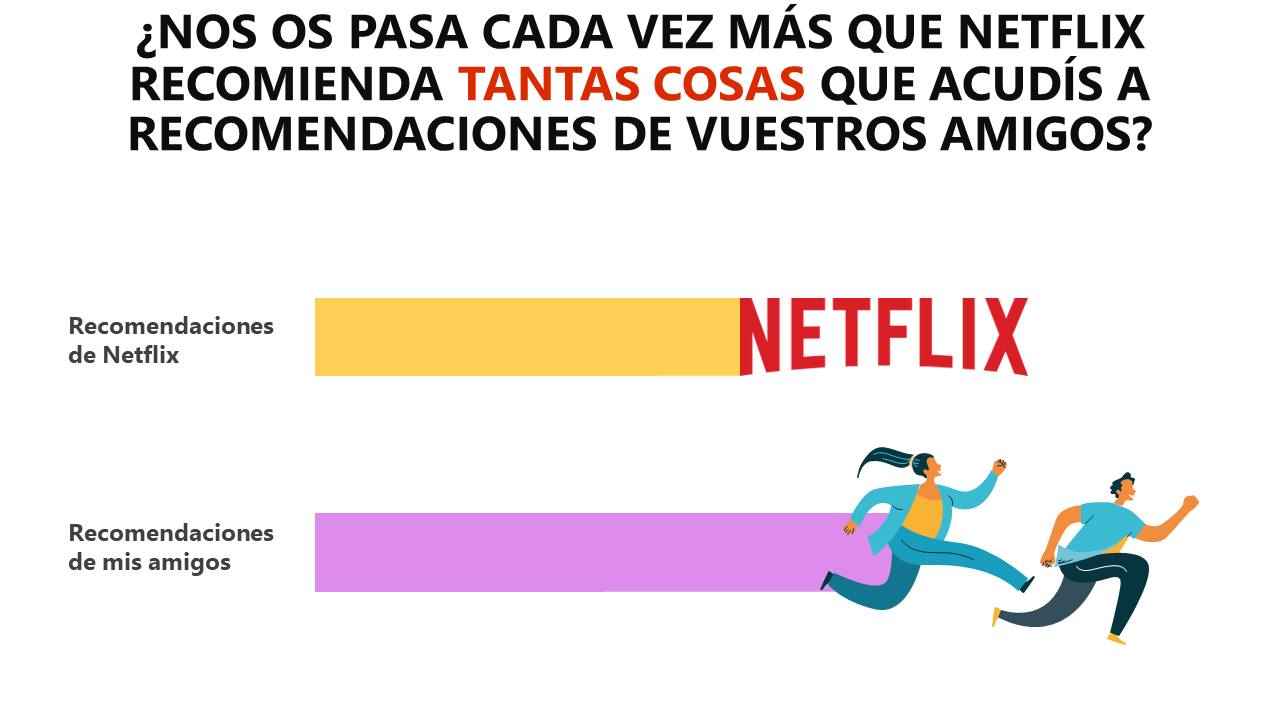 ¿NOS OS PASA CADA VEZ MÁS QUE NETFLIX
RECOMIENDA TANTAS COSAS QUE ACUDÍS A
RECOMENDACIONES DE VUESTROS AMIGOS?
Recomendaciones
de Netflix
NETFLIX
Recomendaciones
de mis amigos